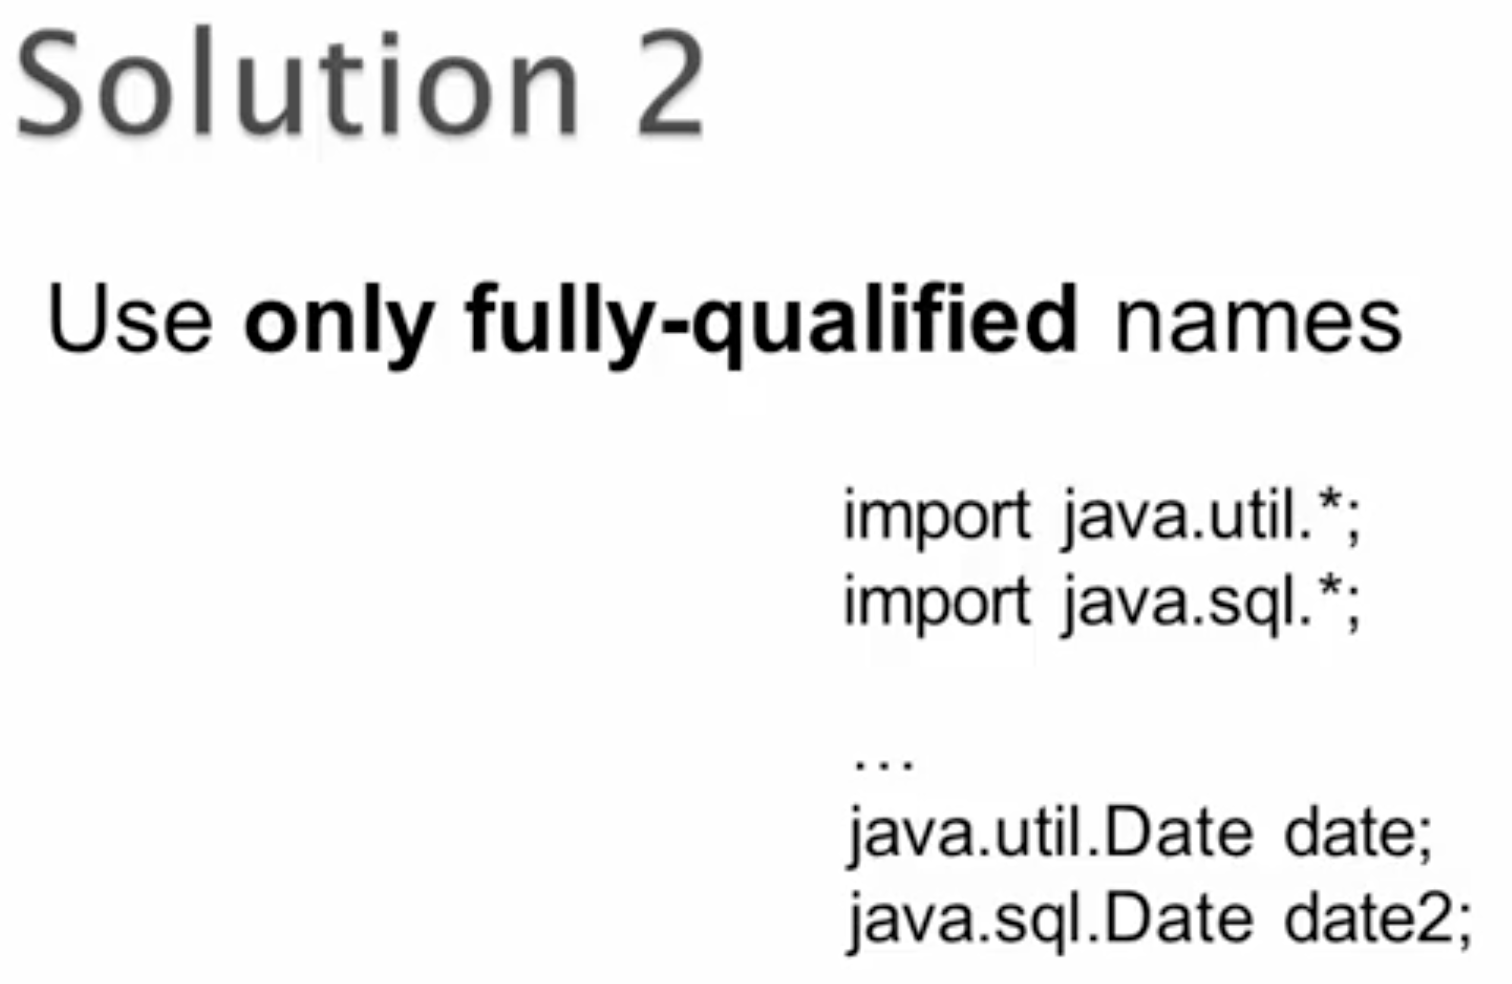 Solution 2
Use only fully-qualified names
import java.util.*;
import java.sql.*;
...
java.util.Date date;
java.sql.Date date2;